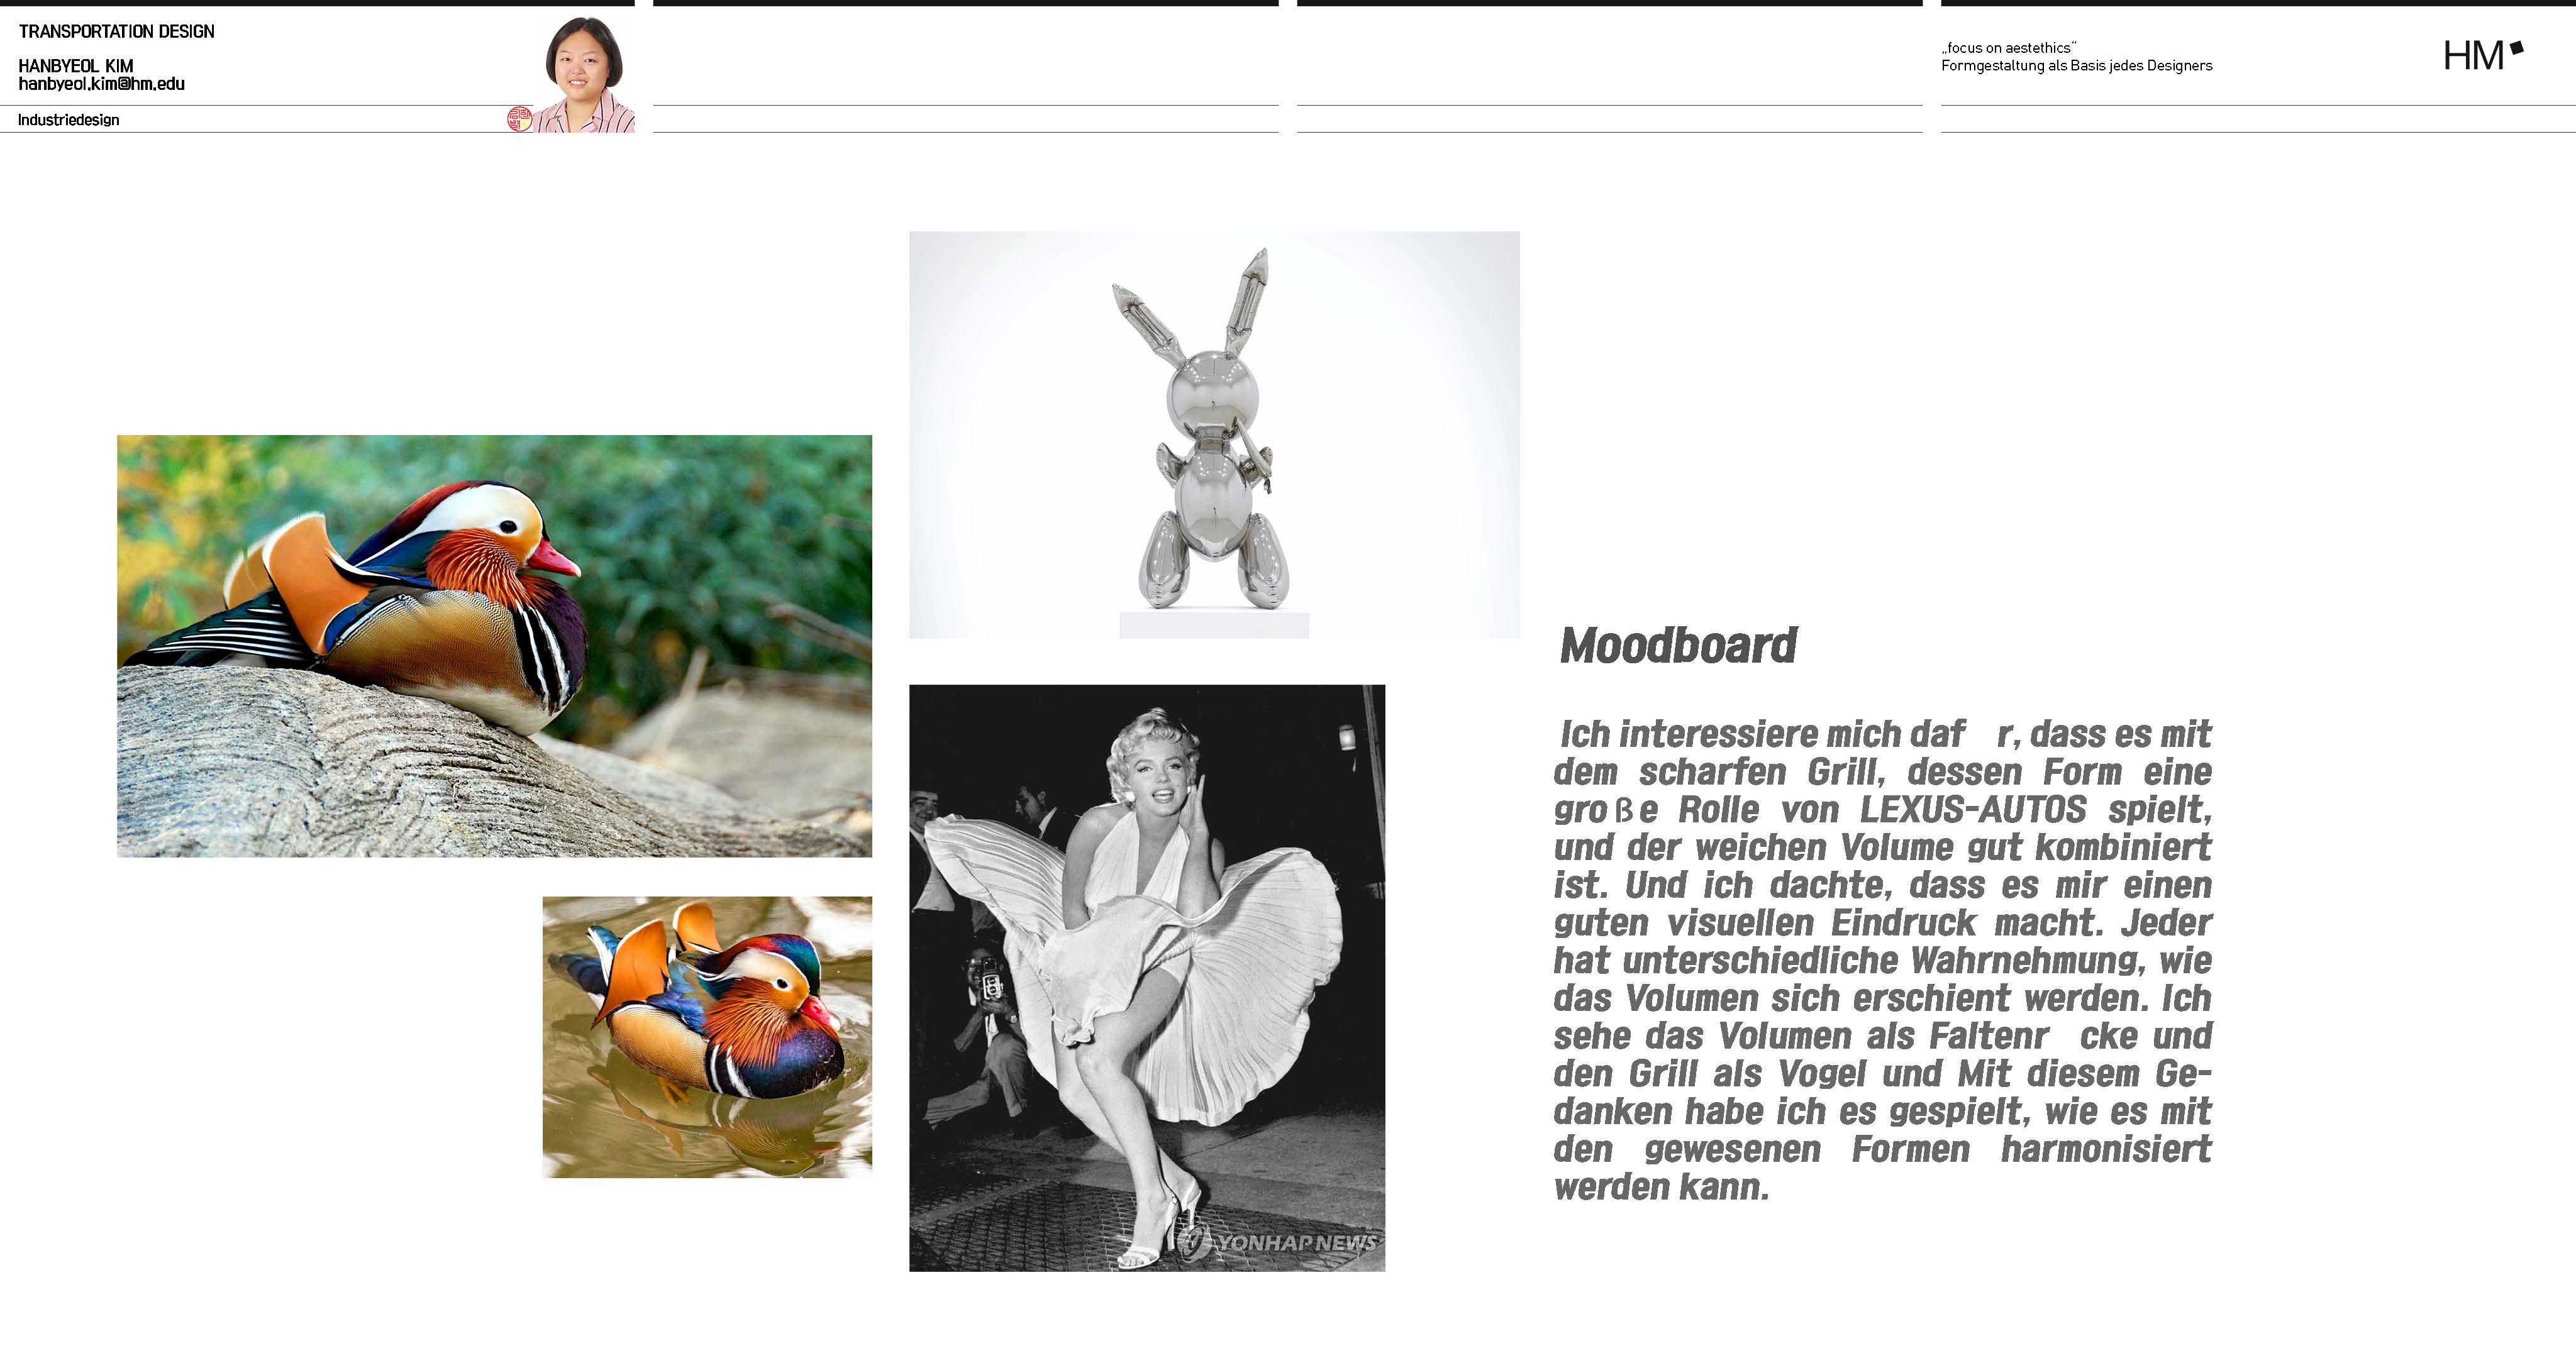 TRANSPORTATION DESIGN
HANBYEOL KIM
hanbyeol.kim@hm.edu
Industriedesign
„focus on aestethics“
Formgestaltung als Basis jedes Designers
HM
Moodboard
Ich interessiere mich daf r, dass es mit
dem scharfen Grill, dessen Form eine
große Rolle von LEXUS-AUTOS spielt,
und der weichen Volume gut kombiniert
ist. Und ich dachte, dass es mir einen
guten visuellen Eindruck macht. Jeder
hat unterschiedliche Wahrnehmung, wie
das Volumen sich erschient werden. Ich
sehe das Volumen als Faltenr cke und
den Grill als Vogel und Mit diesem Ge-
danken habe ich es gespielt, wie es mit
den gewesenen Formen harmonisiert
werden kann.
YONHAP NEWS